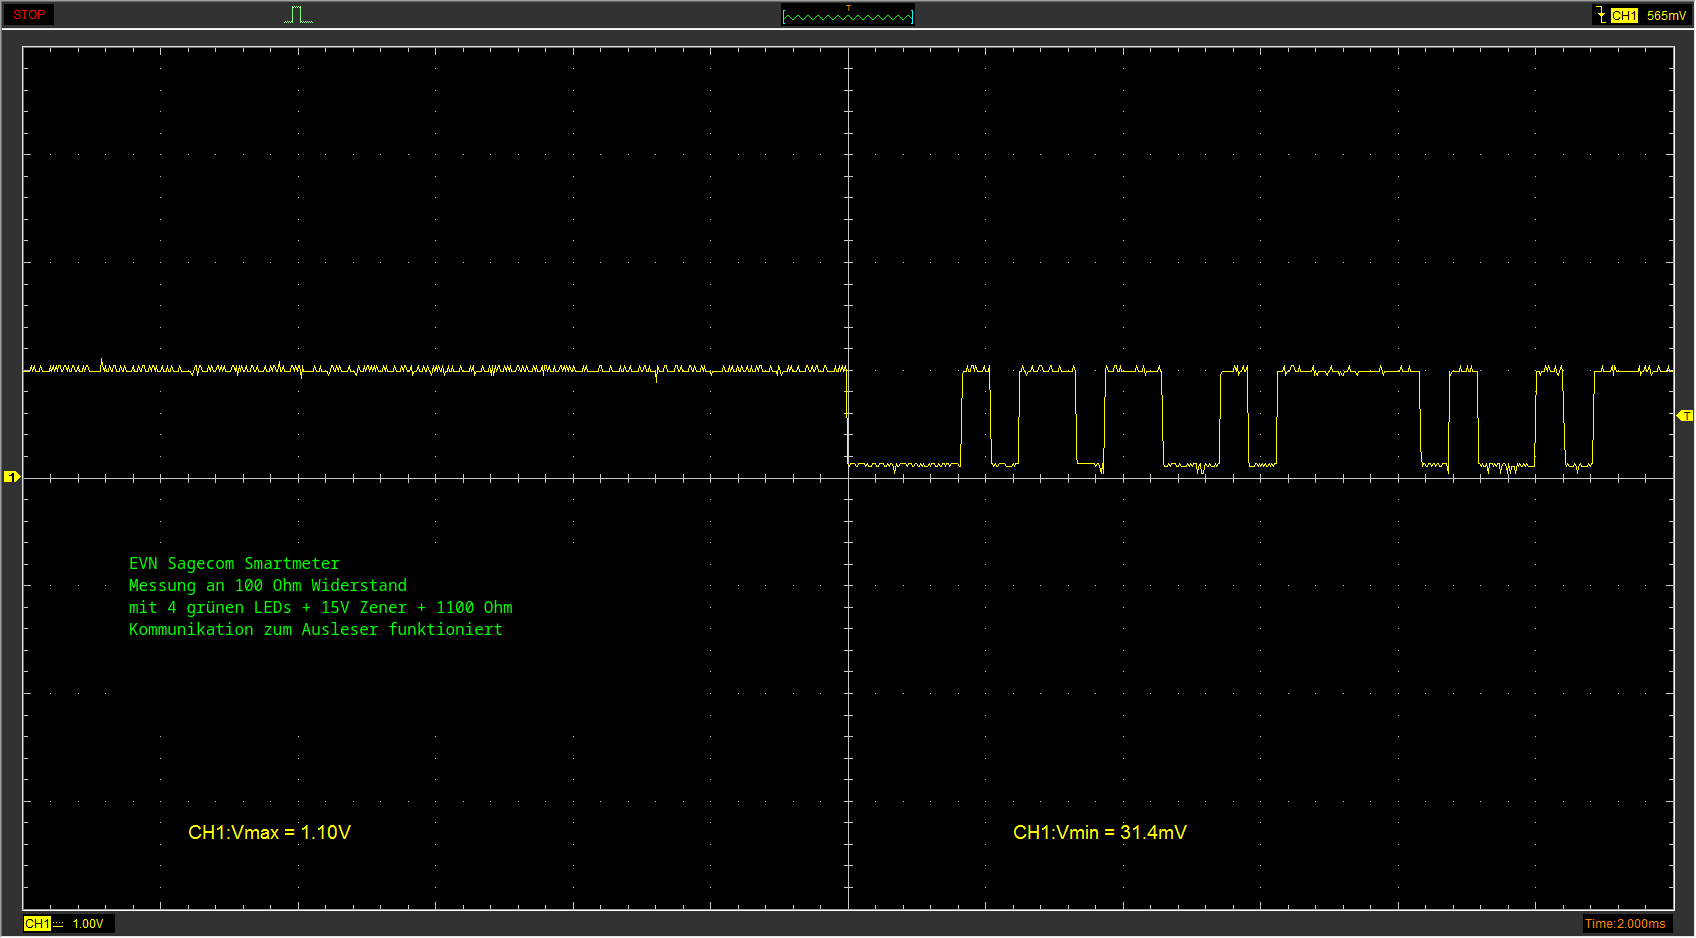 STOP
T
CH1 565mV
T
1
EVN Sagecom Smartmeter
Messung an 100 Ohm Widerstand
mit 4 grünen LEDs + 15V Zener + 1100 Ohm
Kommunikation zum Ausleser funktioniert
CH1:Vmax = 1.10V
CH1:Vmin = 31.4mV
CH1 1.00V
Time:2.000ms